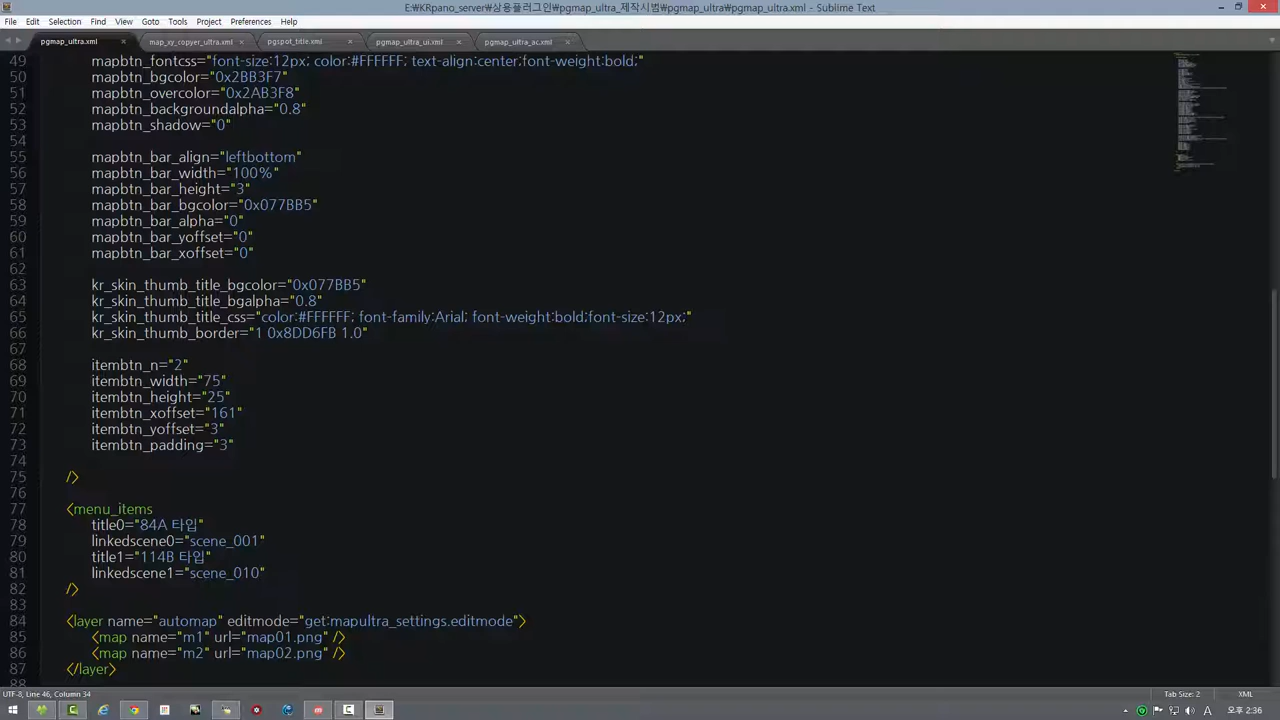 E:₩KRpano_server₩상용플러그인₩pgmap_ultra_제작시범₩pgmap_ultra₩pgmap_ultra.xml - Sublime Text
File Edit Selection Find View Goto Tools Project Preferences Help
pgmap_ultra.xml map_xy_copyer_ultra.xml pgspot_title.xml pgmap_ultra_ui.xml pgmap_ultra_ac.xml
49 mapbtn_fontcss="font-size:12px; color:#FFFFFF; text-align:center;font-weight:bold;"
50 mapbtn_bgcolor="0x2BB3F7"
51 mapbtn_overcolor="0x2AB3F8"
52 mapbtn_backgroundalpha="0.8"
53 mapbtn_shadow="0"
54
55 mapbtn_bar_align="leftbottom"
56 mapbtn_bar_width="100%"
57 mapbtn_bar_height="3"
58 mapbtn_bar_bgcolor="0x077BB5"
59 mapbtn_bar_alpha="0"
60 mapbtn_bar_yoffset="0"
61 mapbtn_bar_xoffset="0"
62
63 kr_skin_thumb_title_bgcolor="0x077BB5"
64 kr_skin_thumb_title_bgalpha="0.8"
65 kr_skin_thumb_title_css="color:#FFFFFF; font-family:Arial; font-weight:bold;font-size:12px;"
66 kr_skin_thumb_border="1 0x8DD6FB 1.0"
67
68 itembtn_n="2"
69 itembtn_width="75"
70 itembtn_height="25"
71 itembtn_xoffset="161"
72 itembtn_yoffset="3"
73 itembtn_padding="3"
74
75 />
76
77 <menu_items
78 title0="84A 타입"
79 linkedscene0="scene_001"
80 title1="114B 타입"
81 linkedscene1="scene_010"
82 />
83
84 <layer name="automap" editmode="get:mapultra_settings.editmode">
85 <map name="m1" url="map01.png" />
86 <map name="m2" url="map02.png" />
87 </layer>
88
UTF-8, Line 46, Column 34 Tab Size: 2 XML
A 오후 2:36